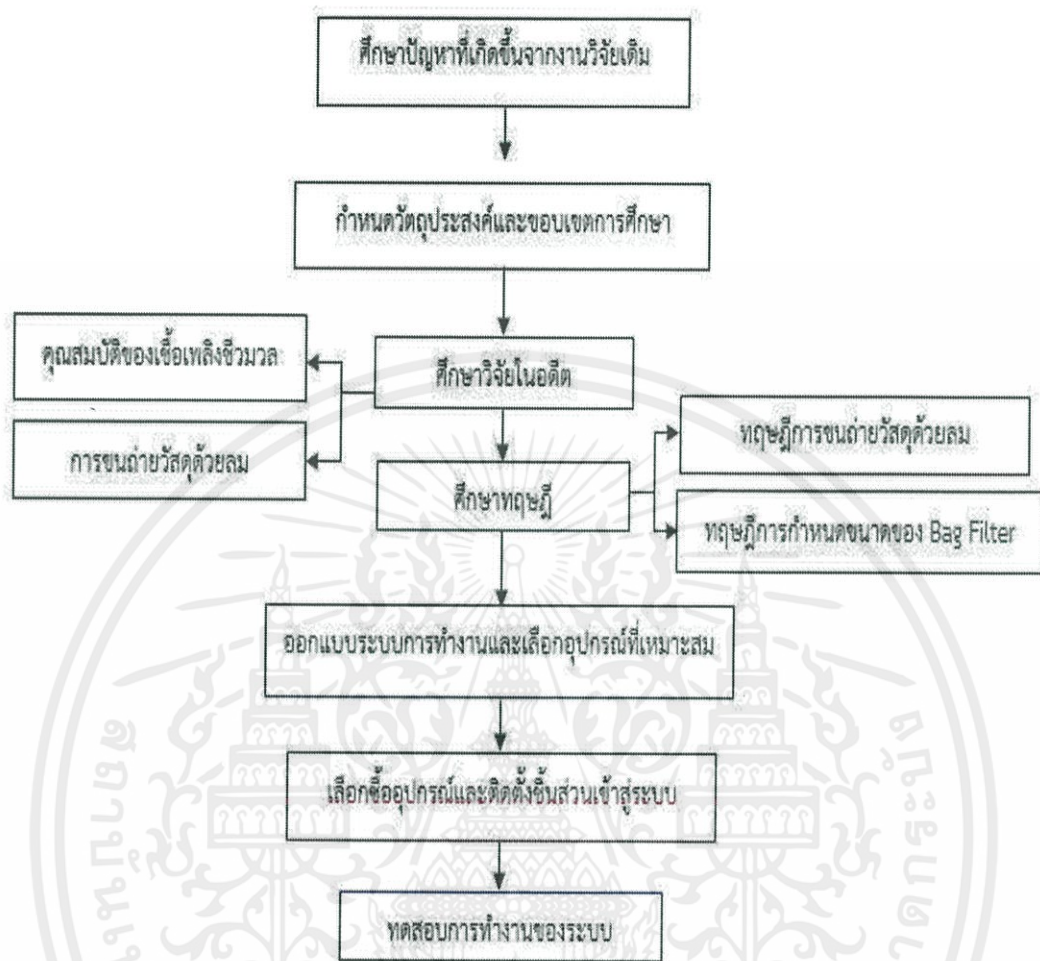 ศึกษาปัญหาที่เกิดขึ้นจากงานวิจัยเดิม
กำหนดวัตถุประสงค์และขอบเขตการศึกษา
คุณสมบัติของเชื้อเพลิงชีวมวล
ศึกษาวิจัยในอดีต
การขนถ่ายวัสดุด้วยลม
ทฤษฎีการขนถ่ายวัสดุด้วยลม
ศึกษาทฤษฎี
ทฤษฎีการกำหนดขนาดของ Bag Filter
ออกแบบระบบการทำงานและเลือกอุปกรณ์ที่เหมาะสม
เลือกซื้ออุปกรณ์และติดตั้งชิ้นส่วนเข้าสู่ระบบ
ทดสอบการทำงานของระบบ